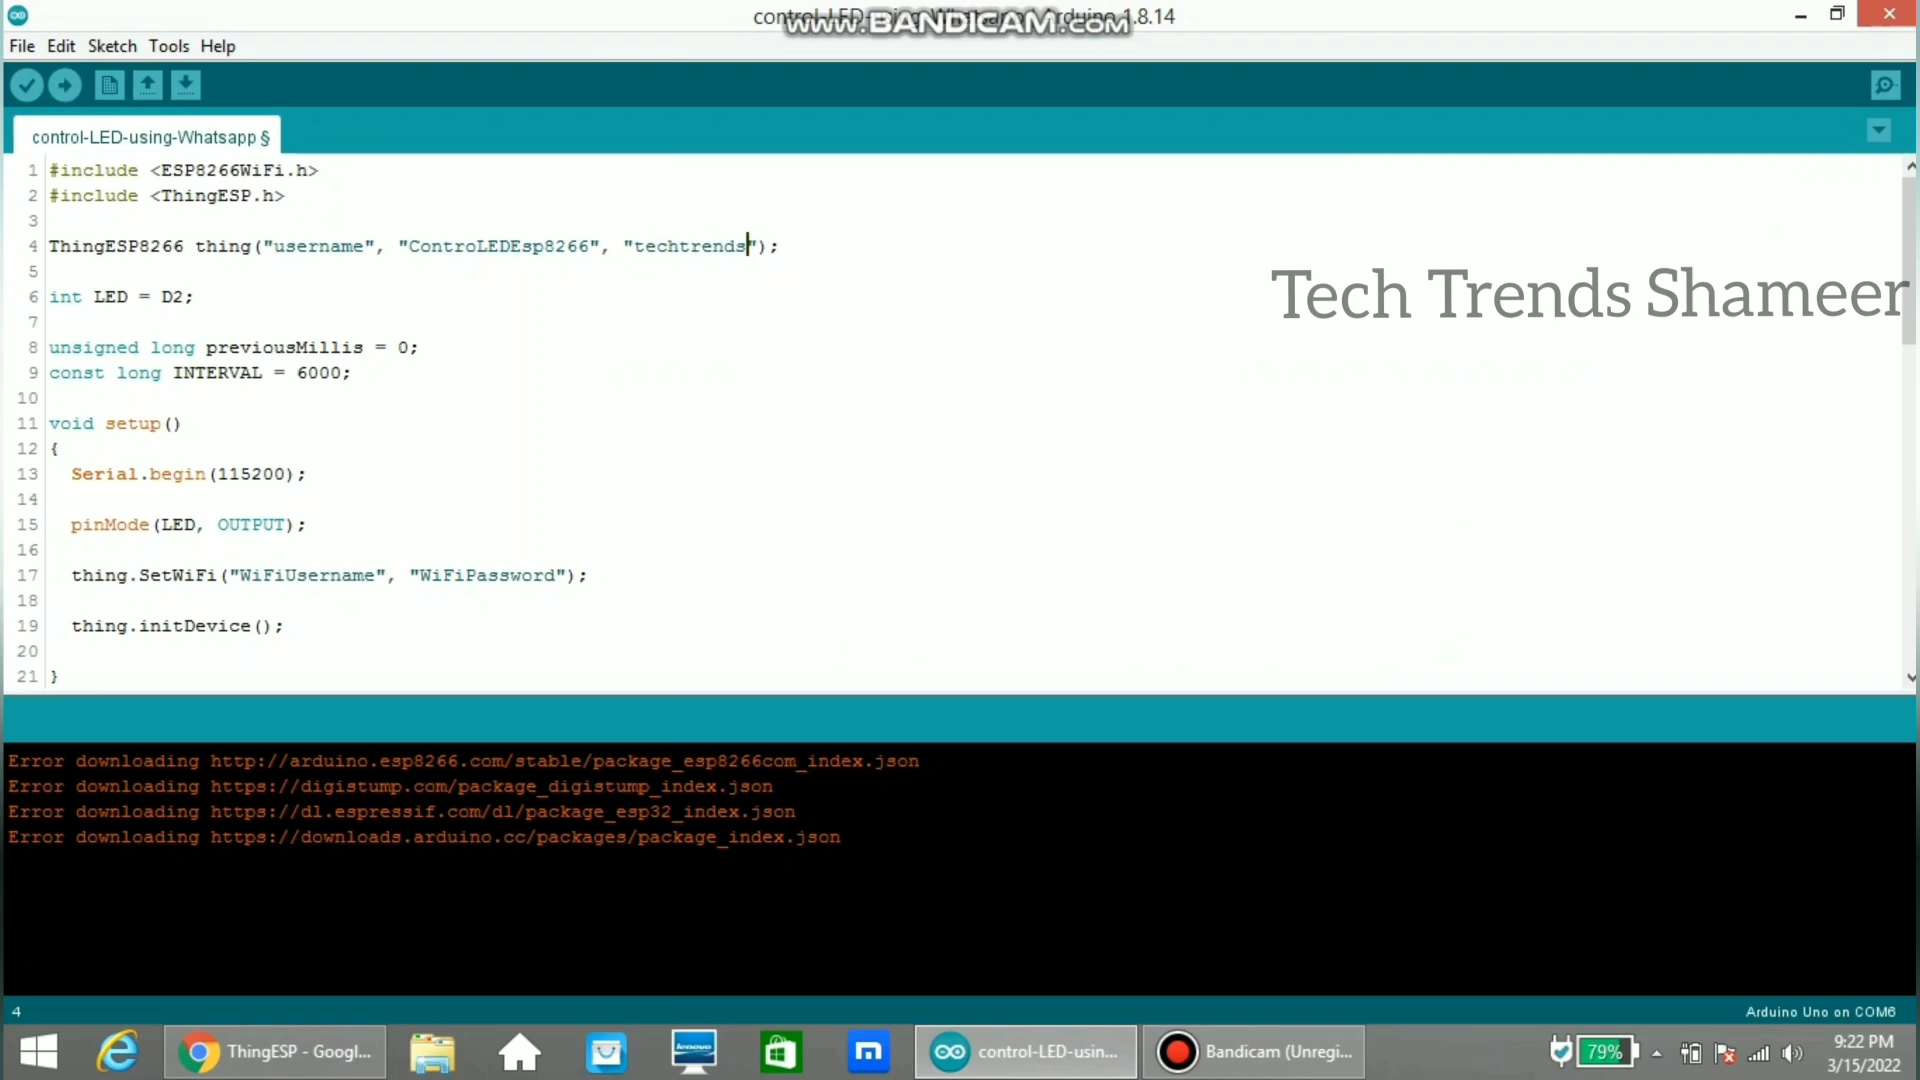 control-LED-using-Whatsapp | Arduino 1.8.14
www.BANDICAM.com
File Edit Sketch Tools Help
control-LED-using-Whatsapp §
1 #include <ESP8266WiFi.h>
2 #include <ThingESP.h>
3
4 ThingESP8266 thing("username", "ControLEDEsp8266", "techtrends");
5
Tech Trends Shameer
6 int LED = D2;
7
8 unsigned long previousMillis = 0;
9 const long INTERVAL = 6000;
10
11 void setup()
12 {
13 Serial.begin(115200);
14
15 pinMode(LED, OUTPUT);
16
17 thing.SetWiFi("WiFiUsername", "WiFiPassword");
18
19 thing.initDevice();
20
21 }
Error downloading http://arduino.esp8266.com/stable/package_esp8266com_index.json
Error downloading https://digistump.com/package_digistump_index.json
Error downloading https://dl.espressif.com/dl/package_esp32_index.json
Error downloading https://downloads.arduino.cc/packages/package_index.json
4
Arduino Uno on COM6
ThingESP - Googl...
lenovo
control-LED-usin...
Bandicam (Unregi...
79%
9:22 PM
3/15/2022